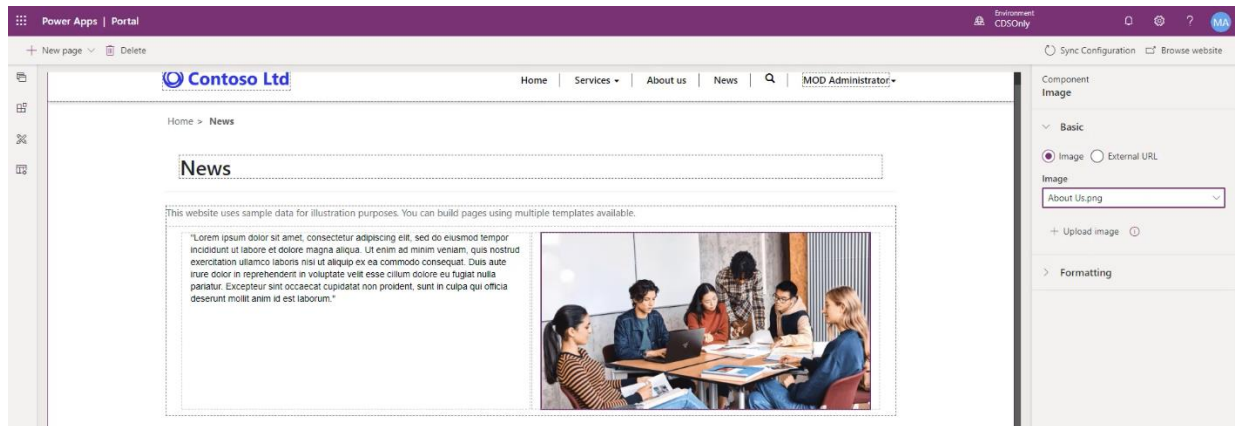 Power Apps | Portal
Environment
CDSOnly
?
MA
New page
Delete
Sync Configuration
Browse website
Contoso Ltd
Home | Services | About us | News | MOD Administrator
Component
Image
Home > News
Basic
Image
External URL
News
Image
About Us.png
This website uses sample data for illustration purposes. You can build pages using multiple templates available.
Upload image
"Lorem ipsum dolor sit amet, consectetur adipiscing elit, sed do eiusmod tempor
incididunt ut labore et dolore magna aliqua. Ut enim ad minim veniam, quis nostrud
exercitation ullamco laboris nisi ut aliquip ex ea commodo consequat. Duis aute
irure dolor in reprehenderit in voluptate velit esse cillum dolore eu fugiat nulla
pariatur. Excepteur sint occaecat cupidatat non proident, sunt in culpa qui officia
deserunt mollit anim id est laborum."
Formatting